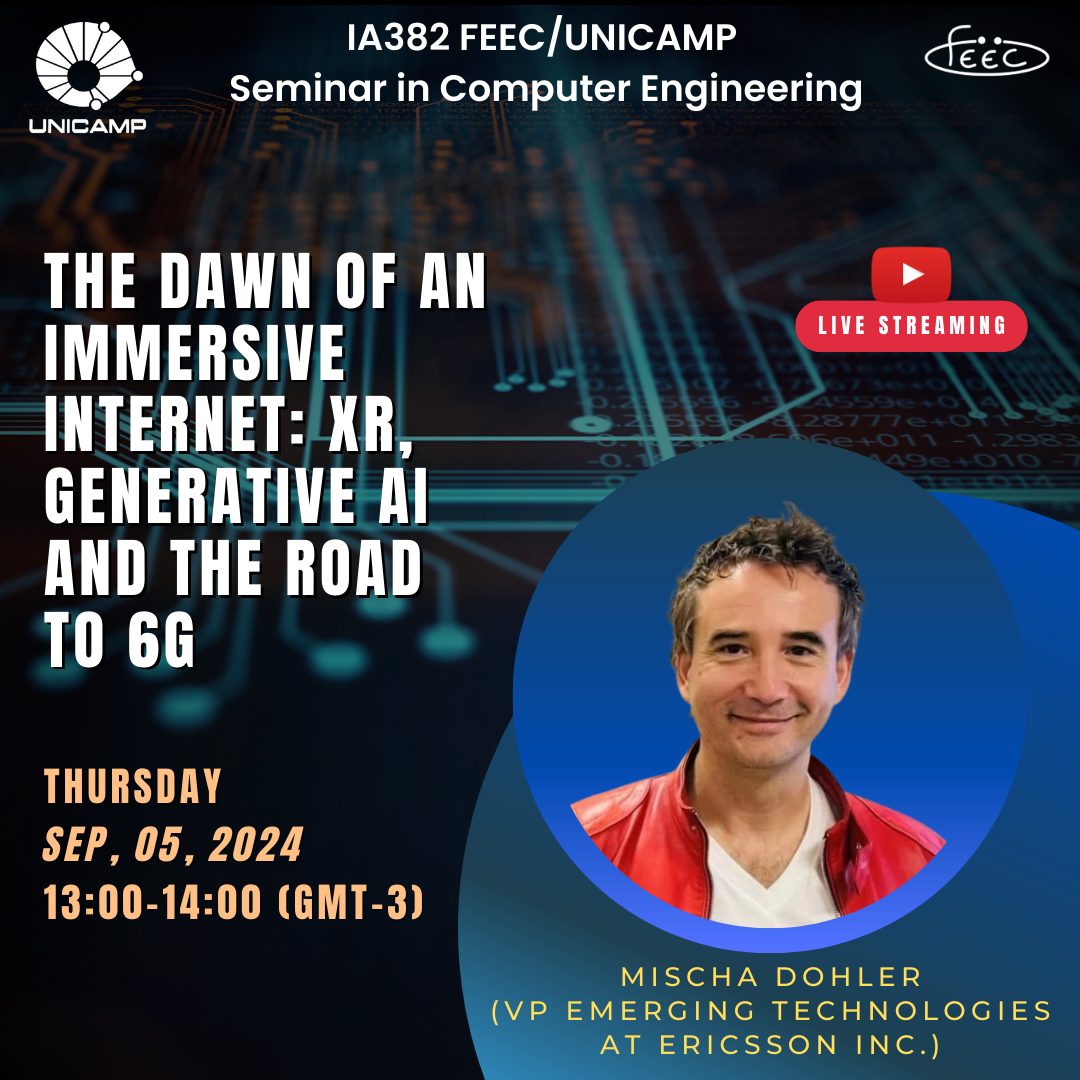 IA382 FEEC/UNICAMP
Seminar in Computer Engineering
UNICAMP
FEEC
THE DAWN OF AN
IMMERSIVE
INTERNET: XR,
GENERATIVE AI
AND THE ROAD
TO 6G
LIVE STREAMING
THURSDAY
SEP, 05, 2024
13:00-14:00 (GMT-3)
MISCHA DOHLER
(VP EMERGING TECHNOLOGIES
AT ERICSSON INC.)